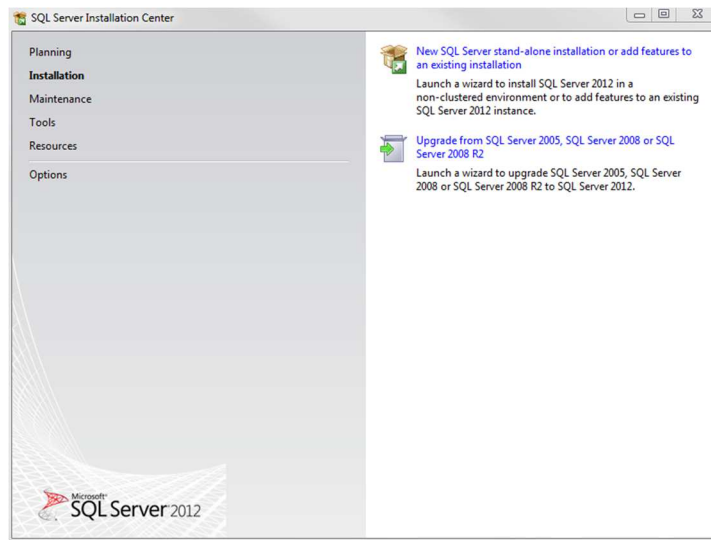 SQL Server Installation Center
Planning
Installation
Maintenance
Tools
Resources
Options
New SQL Server stand-alone installation or add features to
an existing installation
Launch a wizard to install SQL Server 2012 in a
non-clustered environment or to add features to an existing
SQL Server 2012 instance.
Upgrade from SQL Server 2005, SQL Server 2008 or SQL
Server 2008 R2
Launch a wizard to upgrade SQL Server 2005, SQL Server
2008 or SQL Server 2008 R2 to SQL Server 2012.
Microsoft®
SQL Server 2012